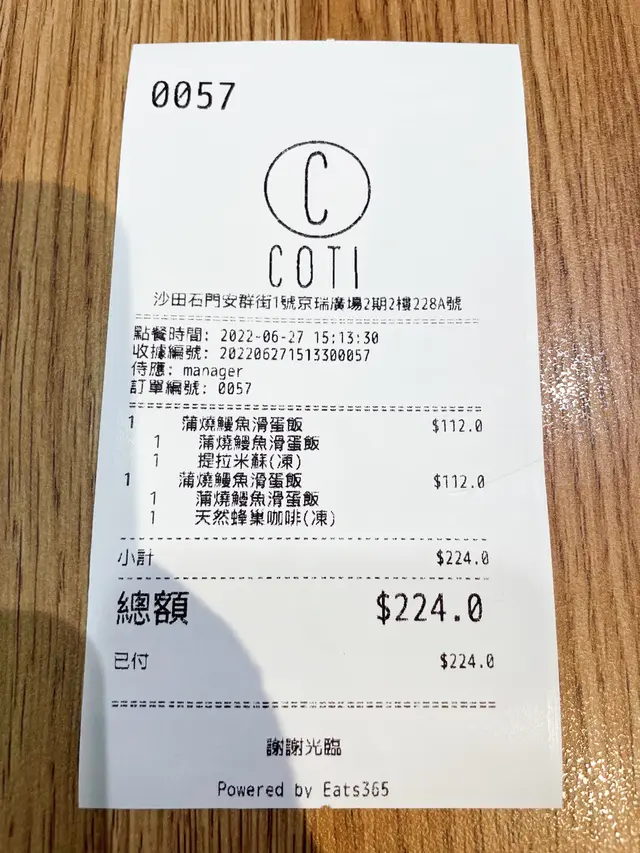 0057
C
COTI
沙田石門安群街1號京瑞廣場2期2樓228A號
點餐時間: 2022-06-27 15:13:30
收據編號: 202206271513300057
侍應: manager
訂單編號: 0057
1 蒲燒鰻魚滑蛋飯 $112.0
1 蒲燒鰻魚滑蛋飯
1 提拉米蘇(凍)
1 蒲燒鰻魚滑蛋飯 $112.0
1 蒲燒鰻魚滑蛋飯
1 天然蜂巢咖啡(凍)
小計 $224.0
總額 $224.0
已付 $224.0
謝謝光臨
Powered by Eats365